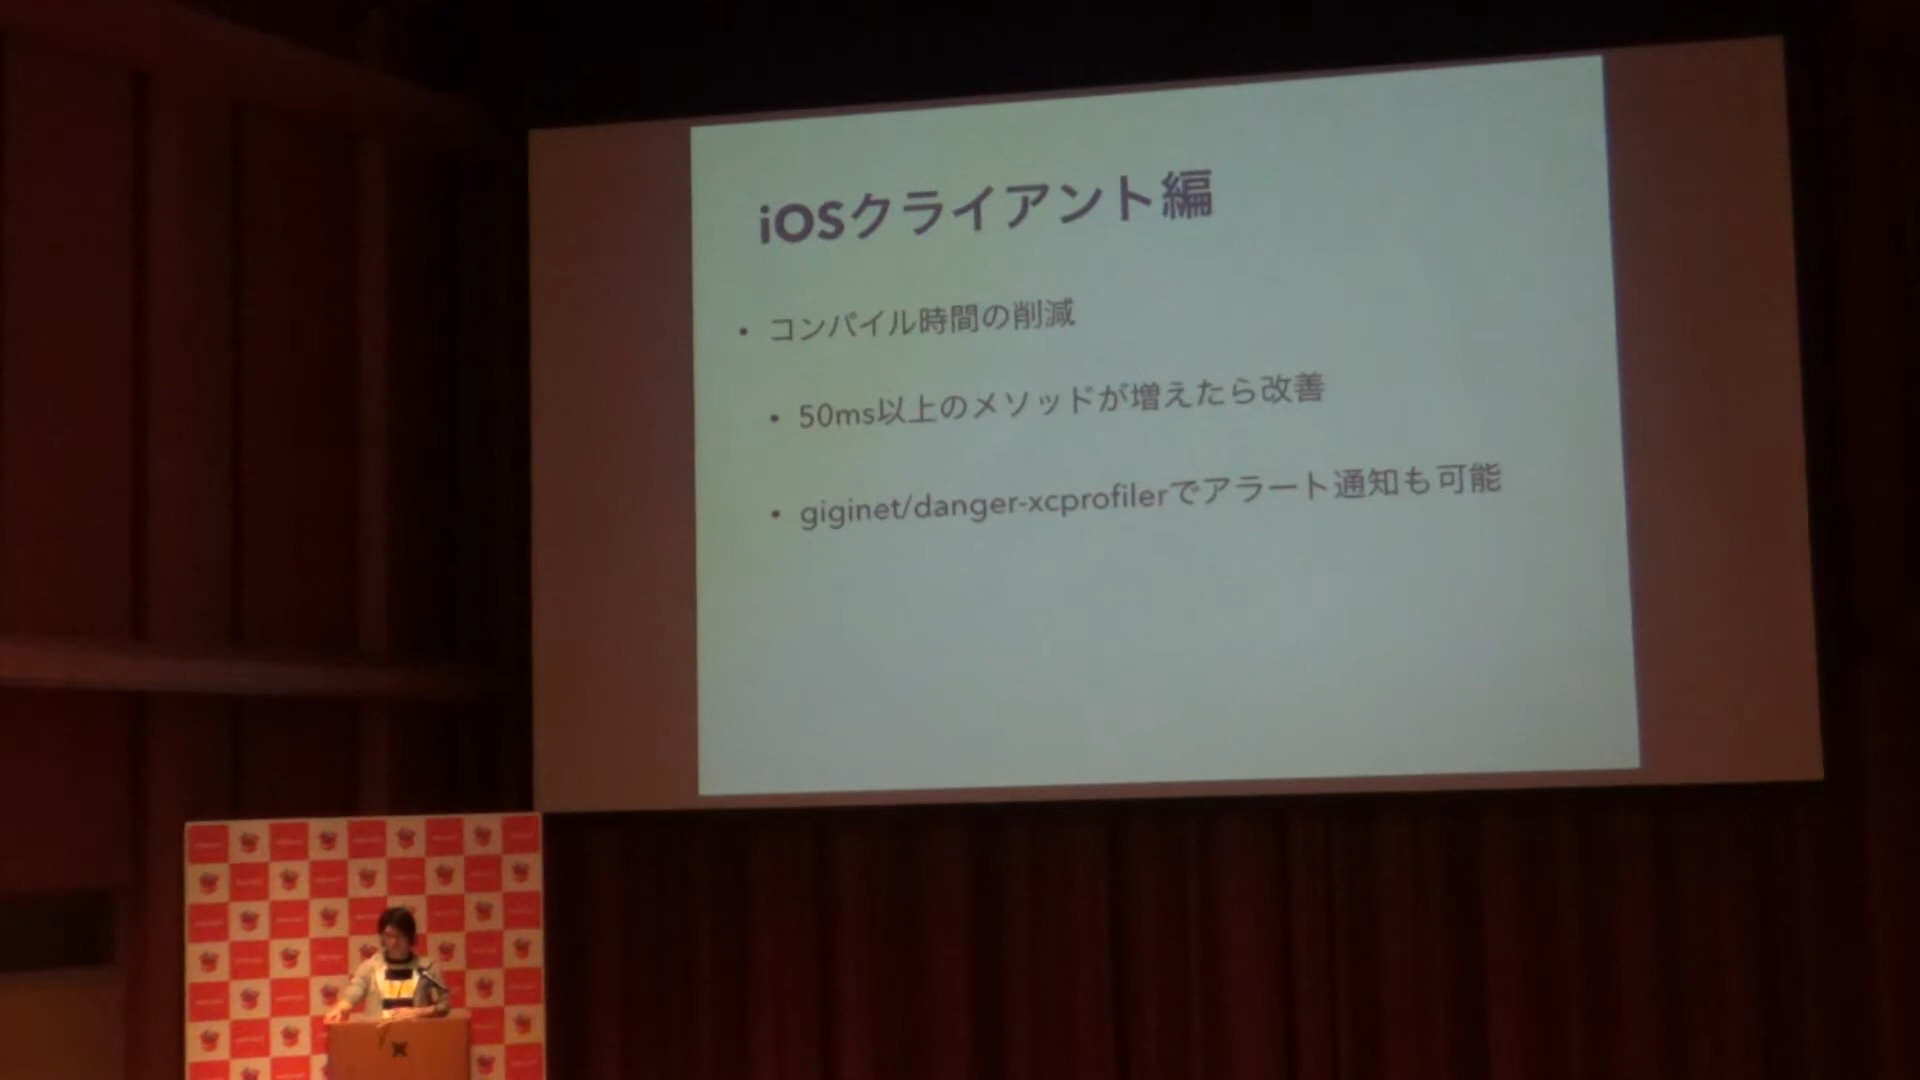 iOSクライアント編
• コンパイル時間の削減
• 50ms以上のメソッドが増えたら改善
• giginet/danger-xcprofilerでアラート通知も可能